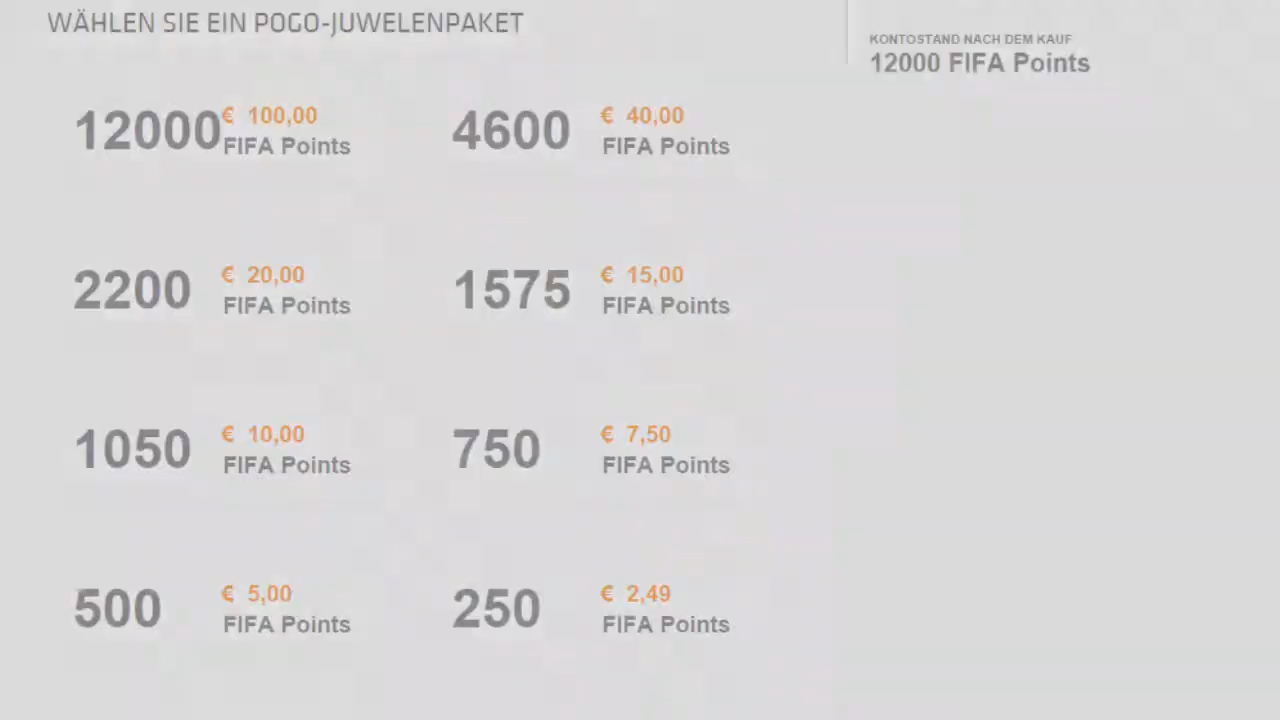 WÄHLEN SIE EIN POGO-JUWELENPAKET
KONTOSTAND NACH DEM KAUF
12000 FIFA Points
12000 € 100,00
FIFA Points
4600 € 40,00
FIFA Points
2200 € 20,00
FIFA Points
1575 € 15,00
FIFA Points
1050 € 10,00
FIFA Points
750 € 7,50
FIFA Points
500 € 5,00
FIFA Points
250 € 2,49
FIFA Points